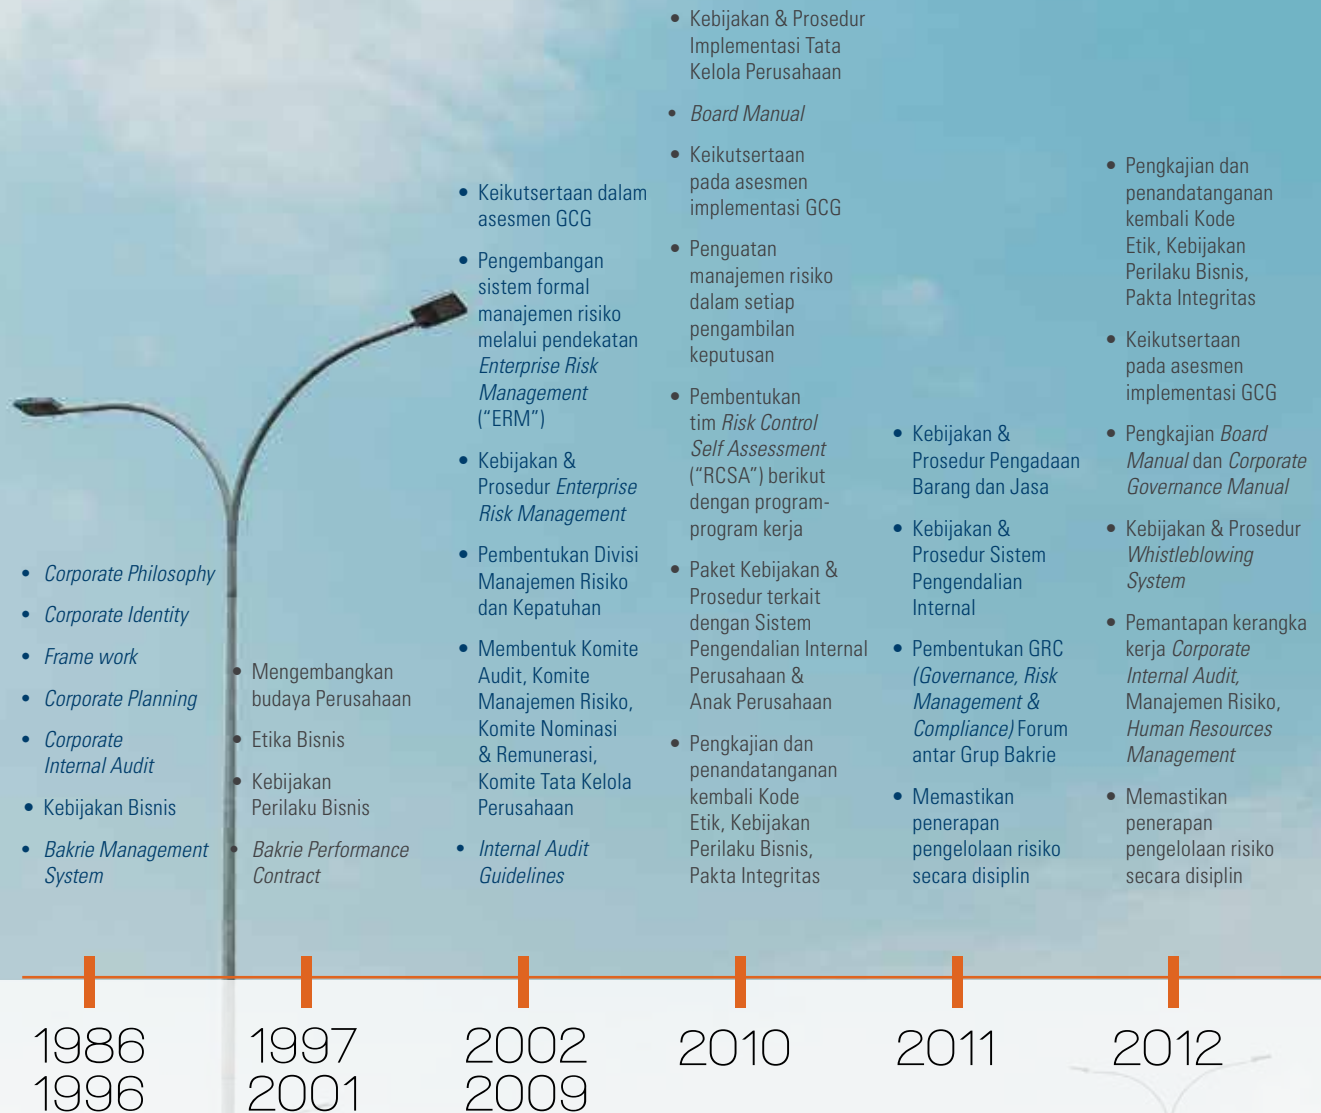 • Corporate Philosophy
• Corporate Identity
• Frame work
• Corporate Planning
• Corporate
Internal Audit
• Kebijakan Bisnis
• Bakrie Management
System
• Mengembangkan
budaya Perusahaan
• Etika Bisnis
• Kebijakan
Perilaku Bisnis
• Bakrie Performance
Contract
• Keikutsertaan dalam
asesmen GCG
• Pengembangan
sistem formal
manajemen risiko
melalui pendekatan
Enterprise Risk
Management
(“ERM”)
• Kebijakan &
Prosedur Enterprise
Risk Management
• Pembentukan Divisi
Manajemen Risiko
dan Kepatuhan
• Membentuk Komite
Audit, Komite
Manajemen Risiko,
Komite Nominasi
& Remunerasi,
Komite Tata Kelola
Perusahaan
• Internal Audit
Guidelines
• Kebijakan & Prosedur
Implementasi Tata
Kelola Perusahaan
• Board Manual
• Keikutsertaan
pada asesmen
implementasi GCG
• Penguatan
manajemen risiko
dalam setiap
pengambilan
keputusan
• Pembentukan
tim Risk Control
Self Assessment
(“RCSA”) berikut
dengan program-
program kerja
• Paket Kebijakan &
Prosedur terkait
dengan Sistem
Pengendalian Internal
Perusahaan &
Anak Perusahaan
• Pengkajian dan
penandatanganan
kembali Kode
Etik, Kebijakan
Perilaku Bisnis,
Pakta Integritas
• Kebijakan &
Prosedur Pengadaan
Barang dan Jasa
• Kebijakan &
Prosedur Sistem
Pengendalian
Internal
• Pembentukan GRC
(Governance, Risk
Management &
Compliance) Forum
antar Grup Bakrie
• Memastikan
penerapan
pengelolaan risiko
secara disiplin
• Pengkajian dan
penandatanganan
kembali Kode
Etik, Kebijakan
Perilaku Bisnis,
Pakta Integritas
• Keikutsertaan
pada asesmen
implementasi GCG
• Pengkajian Board
Manual dan Corporate
Governance Manual
• Kebijakan & Prosedur
Whistleblowing
System
• Pemantapan kerangka
kerja Corporate
Internal Audit,
Manajemen Risiko,
Human Resources
Management
• Memastikan
penerapan
pengelolaan risiko
secara disiplin
1986
1996
1997
2001
2002
2009
2010
2011
2012